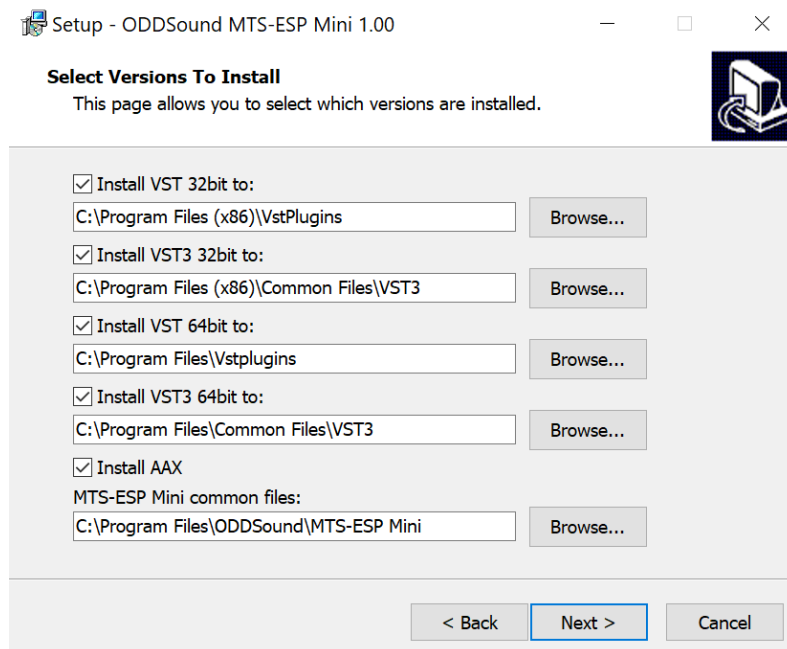 Setup - ODDSound MTS-ESP Mini 1.00
Select Versions To Install
This page allows you to select which versions are installed.
Install VST 32bit to:
C:\Program Files (x86)\VstPlugins
Browse...
Install VST3 32bit to:
C:\Program Files (x86)\Common Files\VST3
Browse...
Install VST 64bit to:
C:\Program Files\Vstplugins
Browse...
Install VST3 64bit to:
C:\Program Files\Common Files\VST3
Browse...
Install AAX
MTS-ESP Mini common files:
C:\Program Files\ODDSound\MTS-ESP Mini
Browse...
< Back
Next >
Cancel